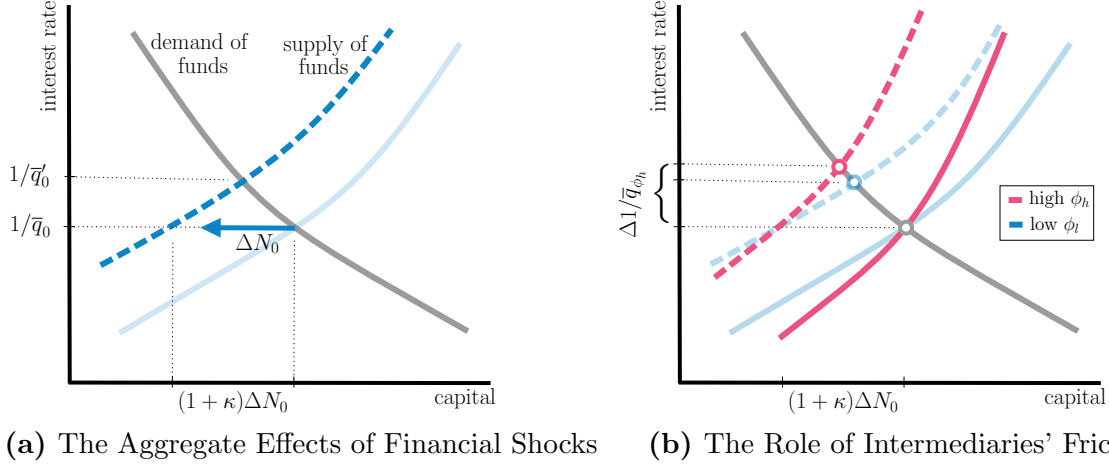 interest rate
demand of
funds
supply of
funds
1/q̅′₀
1/q̅₀
ΔN₀
(1 + κ)ΔN₀
capital
(a) The Aggregate Effects of Financial Shocks
interest rate
Δ1/q̅_ϕₕ
high ϕₕ
low ϕₗ
(1 + κ)ΔN₀
capital
(b) The Role of Intermediaries’ Fric